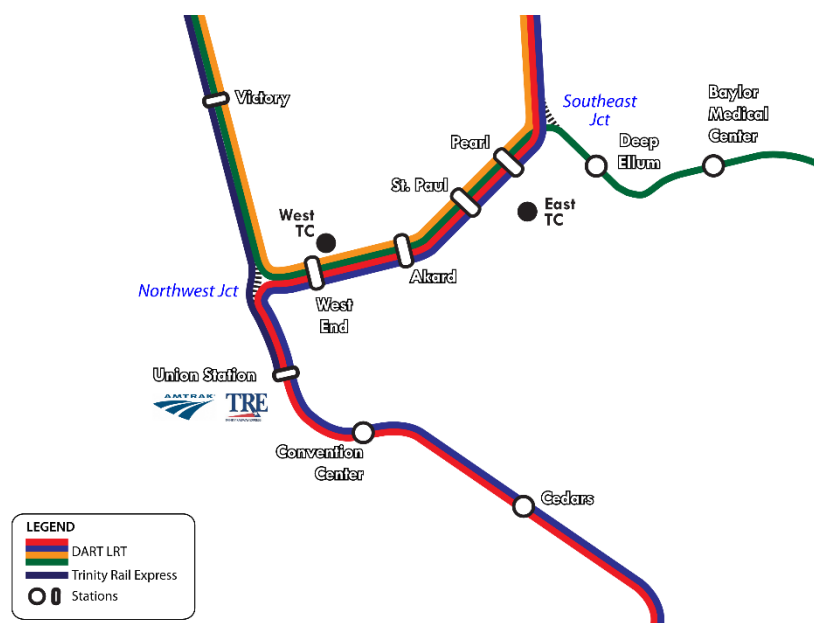 Victory
Southeast
Jct
Baylor
Medical
Center
Pearl
Deep
Ellum
St. Paul
West
TC
East
TC
Akard
Northwest Jct
West
End
Union Station
AMTRAK
TRE
Convention
Center
Cedars
LEGEND
DART LRT
Trinity Rail Express
Stations